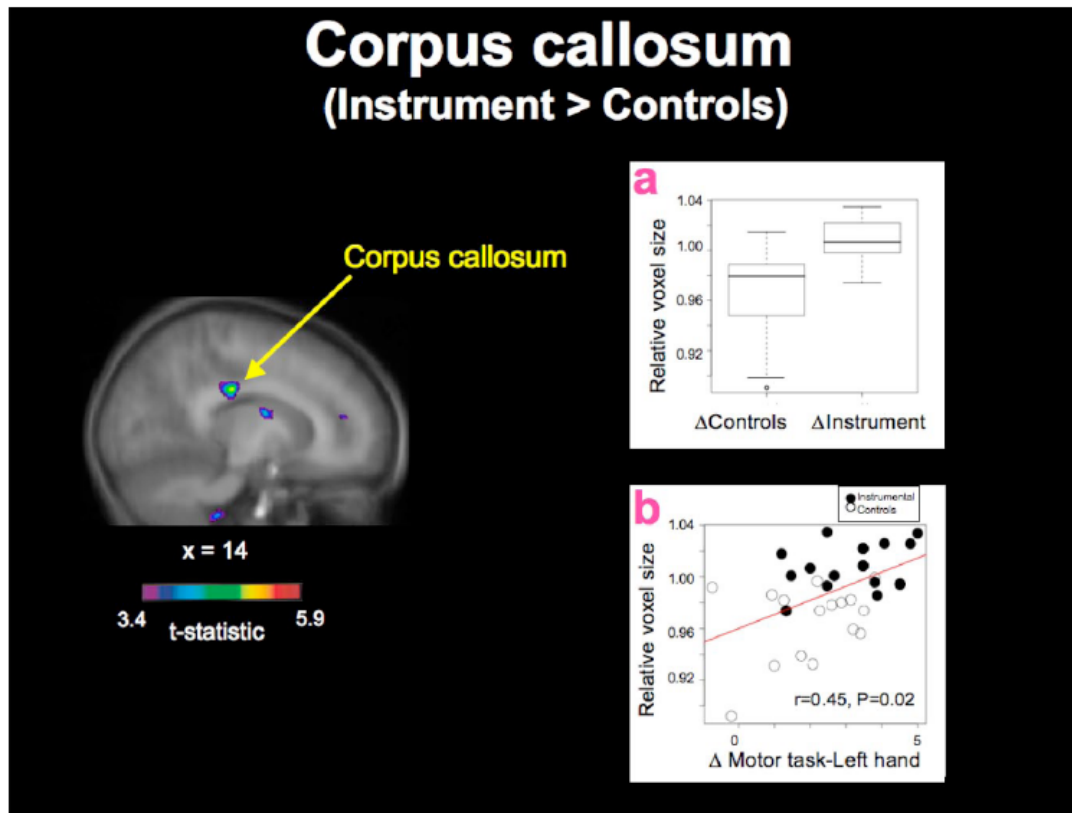 Corpus callosum
(Instrument > Controls)
Corpus callosum
x = 14
3.4
5.9
t-statistic
a
Relative voxel size
1.04
1.00
0.96
0.92
ΔControls
ΔInstrument
b
Instrumental
Controls
Relative voxel size
1.04
1.00
0.96
0.92
r=0.45, P=0.02
0
5
Δ Motor task-Left hand